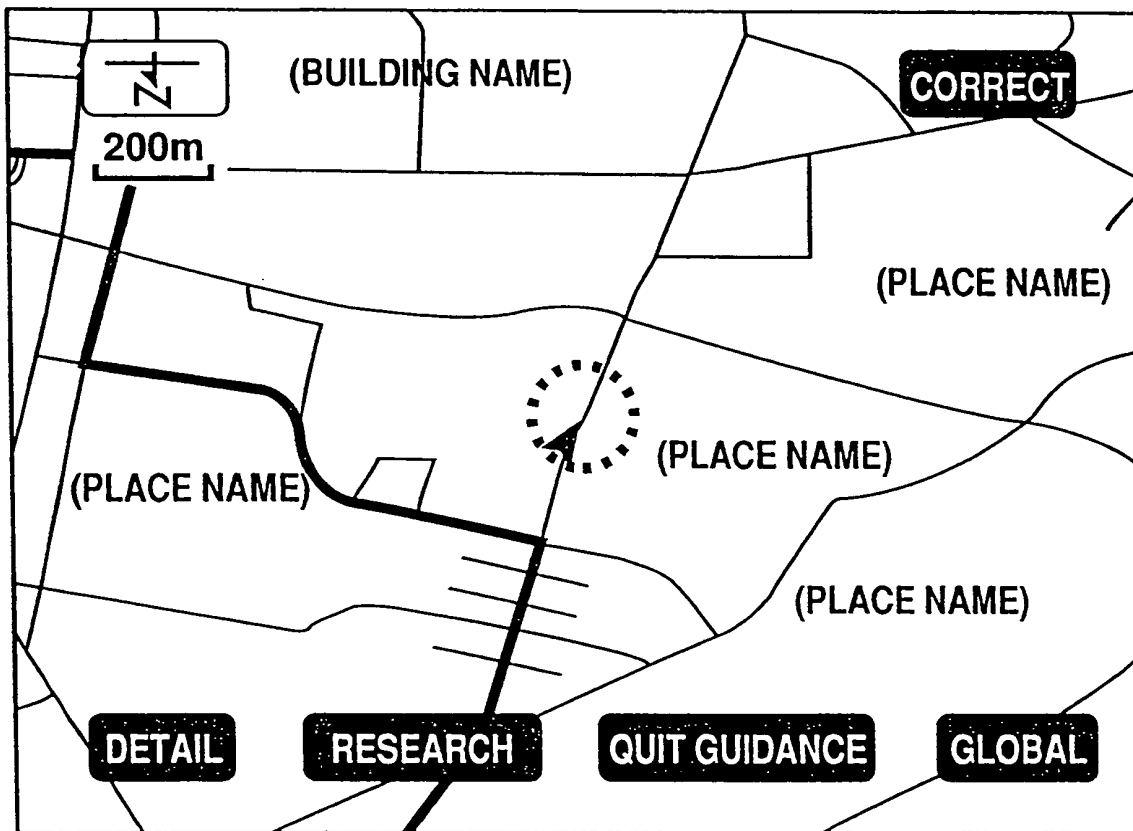 (BUILDING NAME)
CORRECT
N
200m
(PLACE NAME)
(PLACE NAME)
(PLACE NAME)
(PLACE NAME)
DETAIL
RESEARCH
QUIT GUIDANCE
GLOBAL